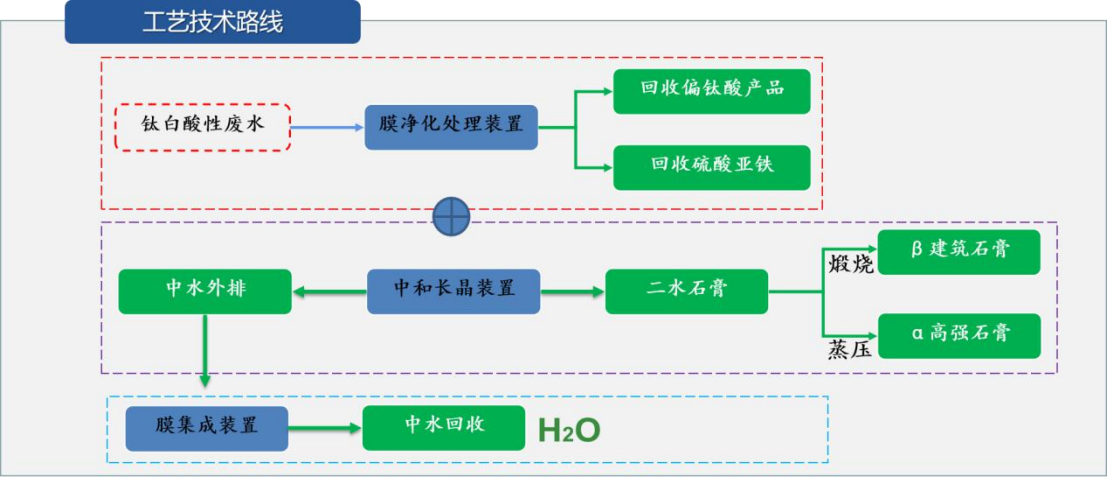 工艺技术路线
钛白酸性废水
膜净化处理装置
回收偏钛酸产品
回收硫酸亚铁
中水外排
中和长晶装置
二水石膏
煅烧
β建筑石膏
蒸压
α高强石膏
膜集成装置
中水回收
H2O